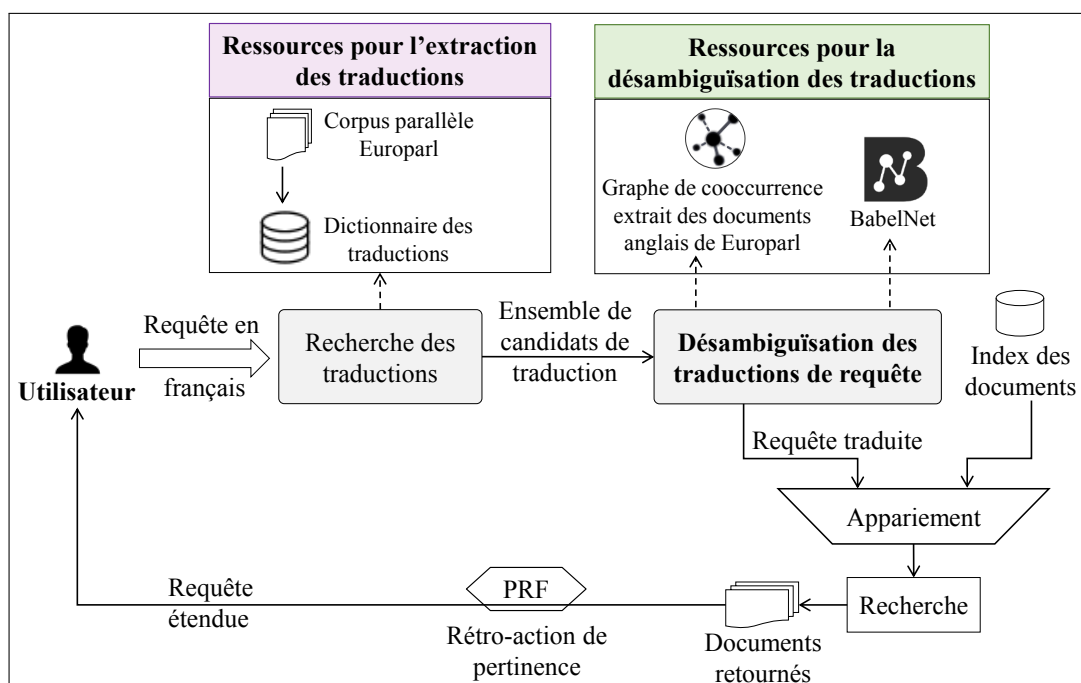 Ressources pour l’extraction
des traductions
Ressources pour la
désambiguïsation des traductions
Corpus parallèle
Europarl
Dictionnaire des
traductions
Graphe de cooccurrence
extrait des documents
anglais de Europarl
BabelNet
Utilisateur
Requête en
français
Recherche des
traductions
Ensemble de
candidats de
traduction
Désambiguïsation des
traductions de requête
Index des
documents
Requête traduite
Appariement
Recherche
Documents
retournés
PRF
Rétro-action de
pertinence
Requête
étendue